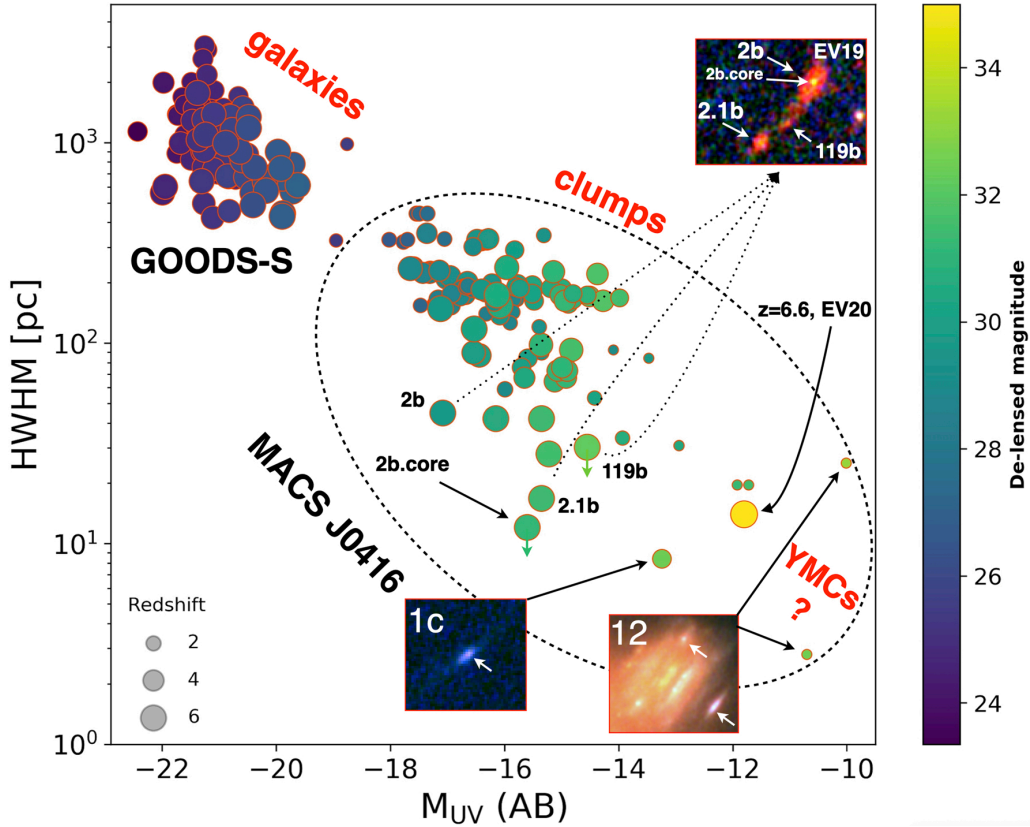 galaxies
GOODS-S
clumps
2b
EV19
2b.core
2.1b
119b
z=6.6, EV20
2b
2b.core
119b
2.1b
MACS J0416
YMCs
?
1c
12
Redshift
2
4
6
HWHM [pc]
10³
10²
10¹
10⁰
−22
−20
−18
−16
−14
−12
−10
M_UV (AB)
34
32
30
28
26
24
De-lensed magnitude